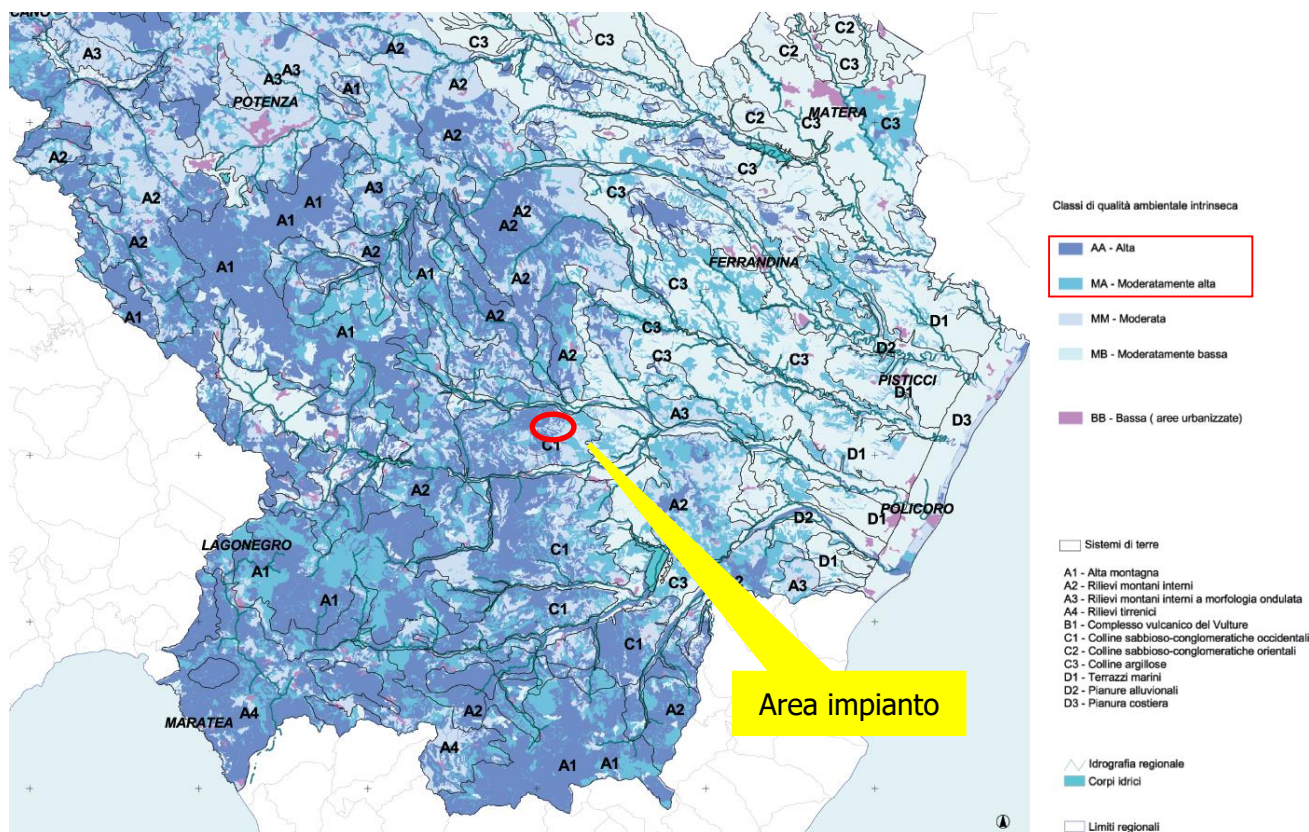 CANO
A3
A2
C3
C3
C2
C2
C3
A3
A3
A1
A2
POTENZA
MATERA
C2
C3
C3
A2
A2
C3
A1
A3
C3
A2
A1
A2
A2
A2
A2
A1
A2
FERRANDINA
C3
A1
A2
A1
A2
C3
D1
D2
A2
C3
C3
PISTICCI
D1
A3
D3
C1
D1
A2
A2
D1
POLICORO
D2
LAGONEGRO
A1
C1
D1
C3
2
A3
A1
C1
C1
Area impianto
A2
A2
MARATEA
A4
A4
A1
A1
Classi di qualità ambientale intrinseca
AA - Alta
MA - Moderatamente alta
MM - Moderata
MB - Moderatamente bassa
BB - Bassa ( aree urbanizzate)
Sistemi di terre
A1 - Alta montagna
A2 - Rilievi montani interni
A3 - Rilievi montani interni a morfologia ondulata
A4 - Rilievi tirrenici
B1 - Complesso vulcanico del Vulture
C1 - Colline sabbioso-conglomeratiche occidentali
C2 - Colline sabbioso-conglomeratiche orientali
C3 - Colline argillose
D1 - Terrazzi marini
D2 - Pianure alluvionali
D3 - Pianura costiera
Idrografia regionale
Corpi idrici
Limiti regionali